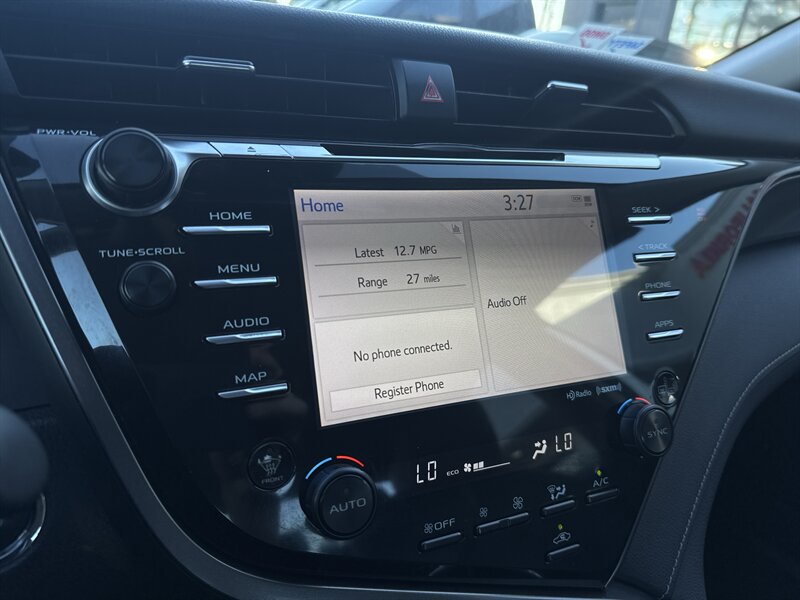 PWR•VOL
TUNE•SCROLL
HOME
MENU
AUDIO
MAP
Home 3:27
Latest 12.7 MPG
Range 27 miles
Audio Off
No phone connected.
Register Phone
SEEK >
< TRACK
PHONE
APPS
HD Radio ((SXM))
FRONT
AUTO
LO ECO LO
SYNC
OFF
A/C